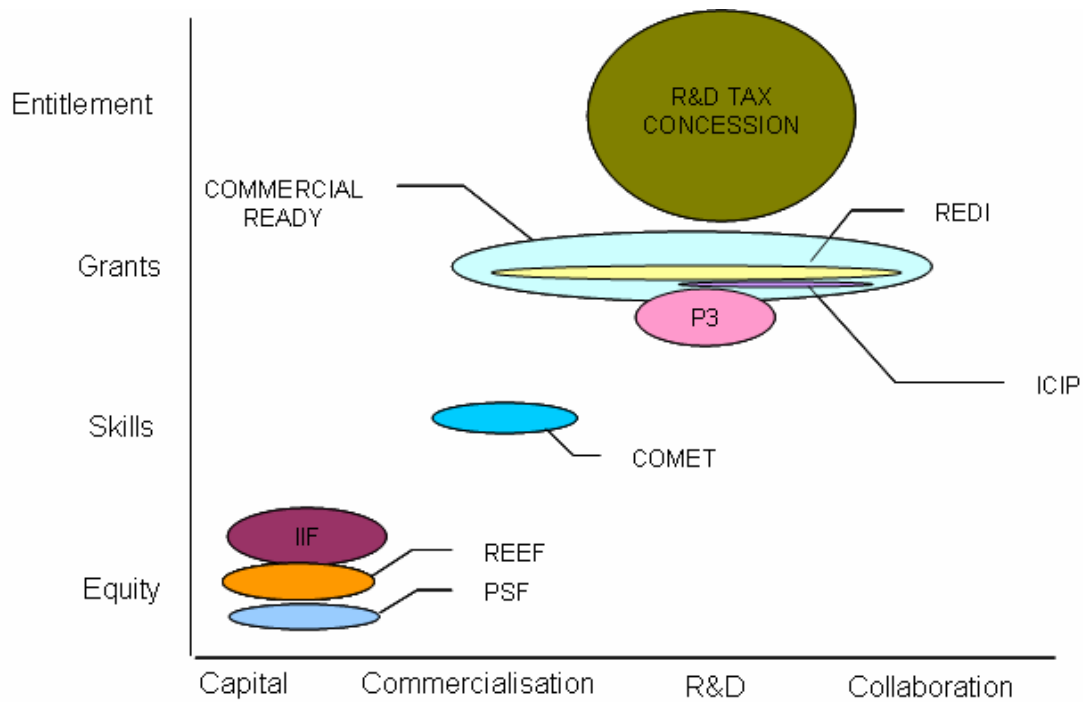 Entitlement
R&D TAX
CONCESSION
COMMERCIAL
READY
REDI
Grants
P3
ICIP
Skills
COMET
IIF
REEF
Equity
PSF
Capital
Commercialisation
R&D
Collaboration